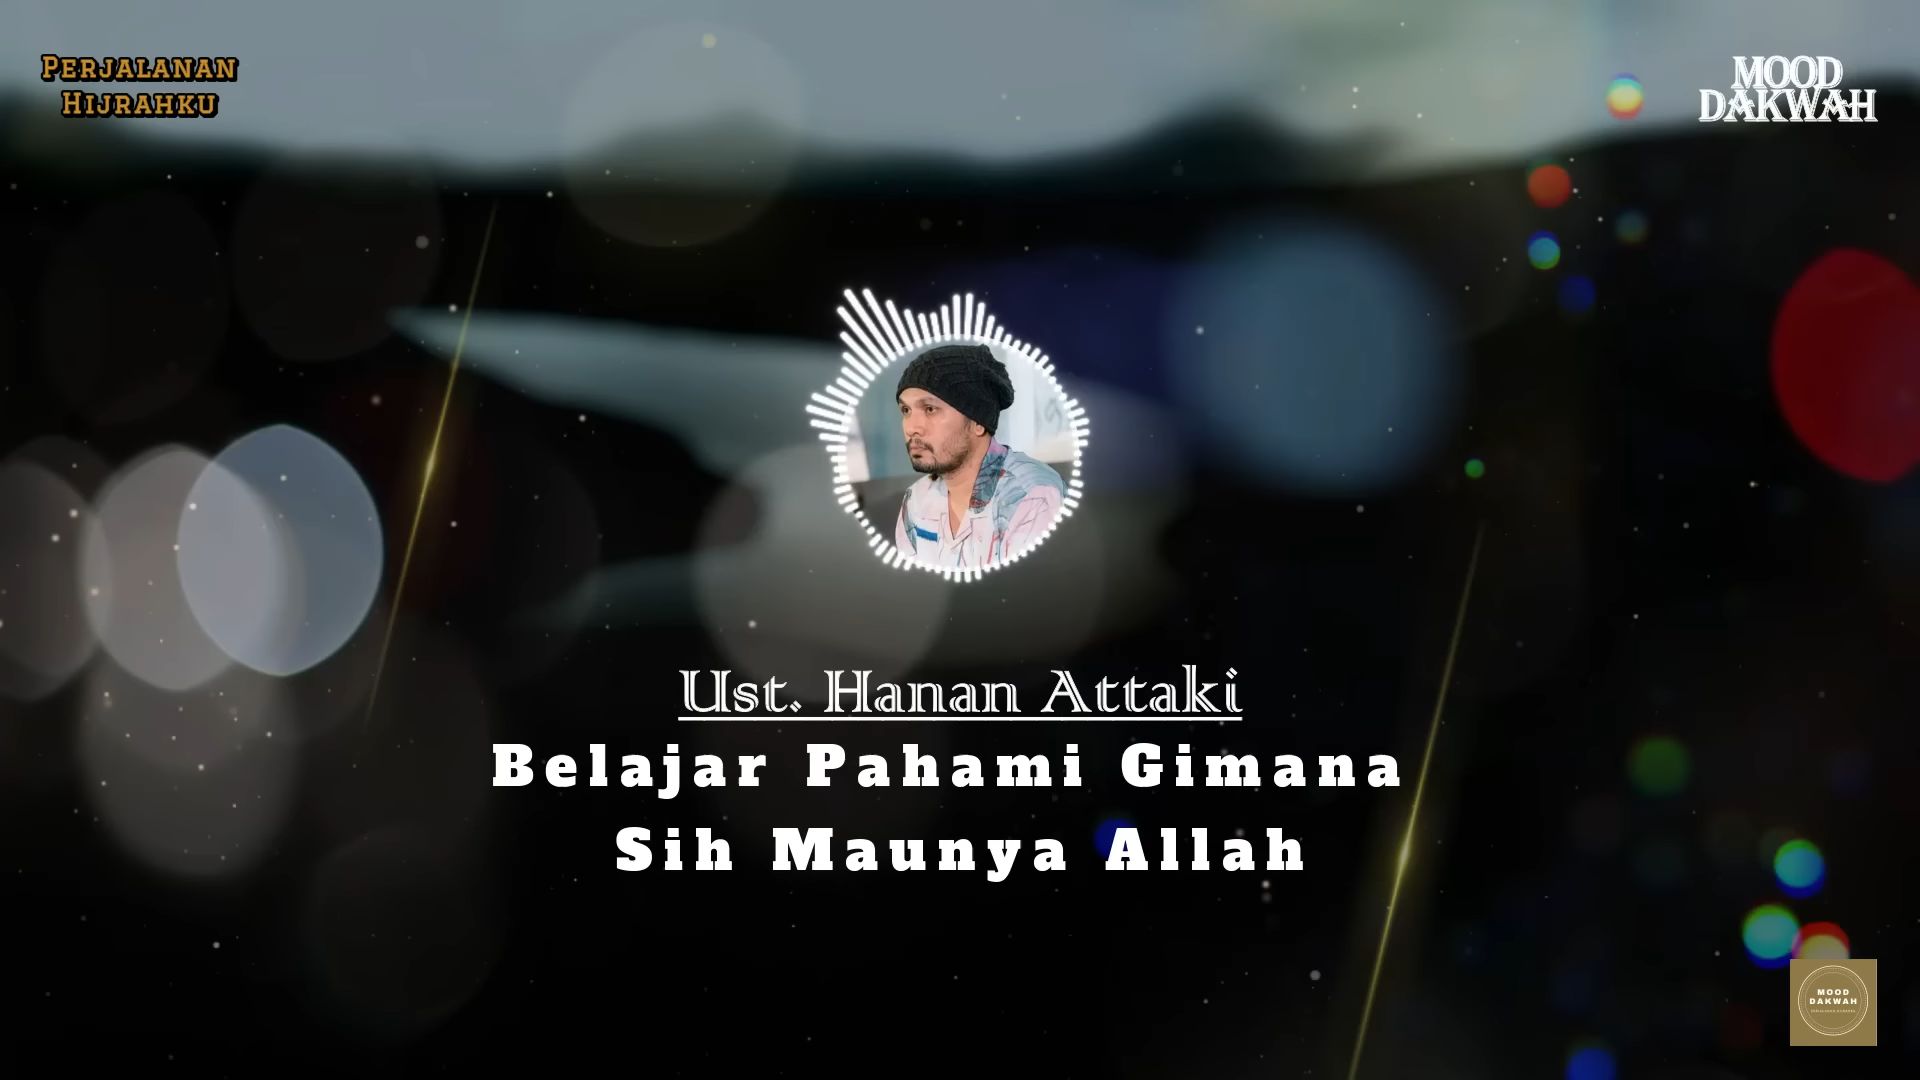 Perjalanan
Hijrahku
MOOD
DAKWAH
Ust. Hanan Attaki
Belajar Pahami Gimana
Sih Maunya Allah
MOOD
DAKWAH